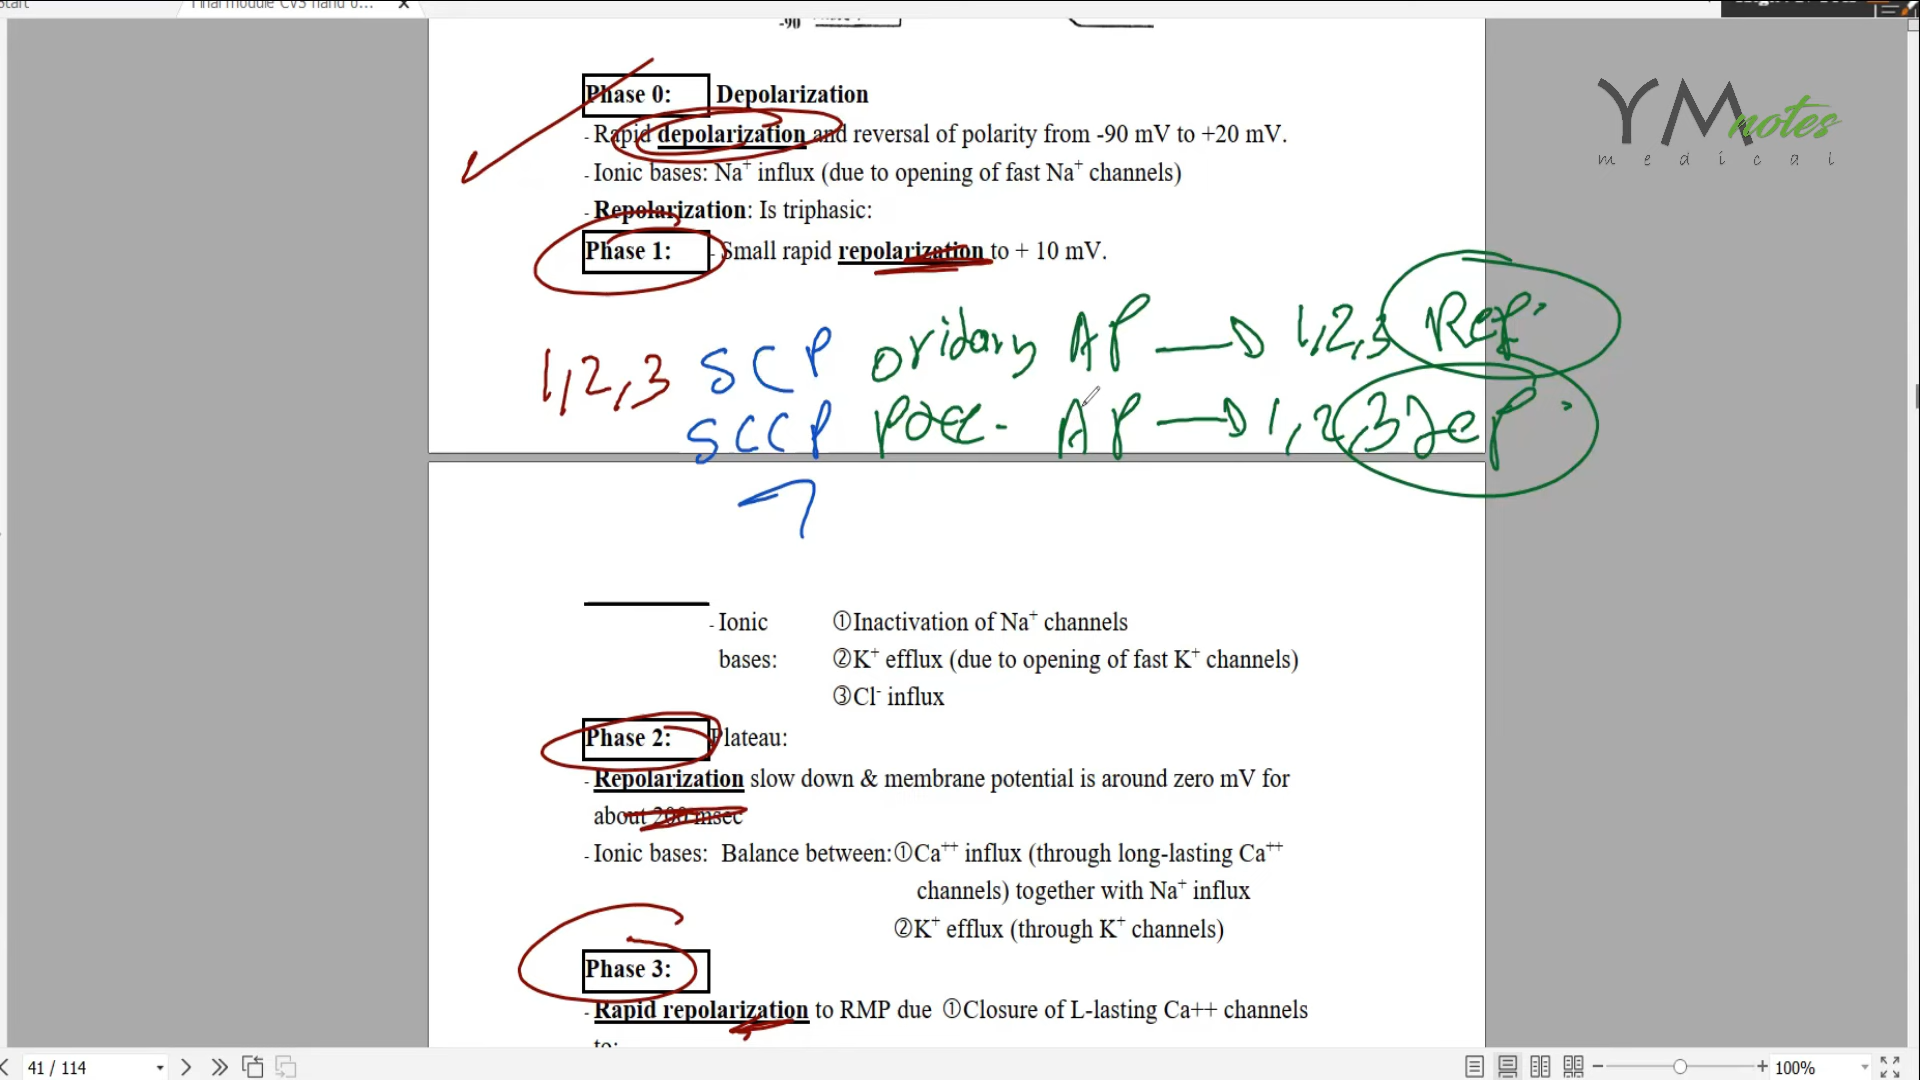 -90
YM notes
medical
Phase 0: Depolarization
- Rapid depolarization and reversal of polarity from -90 mV to +20 mV.
- Ionic bases: Na⁺ influx (due to opening of fast Na⁺ channels)
- Repolarization: Is triphasic:
Phase 1: - Small rapid repolarization to + 10 mV.
1,2,3 SCP oridary AP → 1,2,3 Rep.
SCCP Pace- AP → 1,2,3 dep.
- Ionic ①Inactivation of Na⁺ channels
bases: ②K⁺ efflux (due to opening of fast K⁺ channels)
③Cl⁻ influx
Phase 2: Plateau:
- Repolarization slow down & membrane potential is around zero mV for
about 200 msec
- Ionic bases: Balance between:①Ca⁺⁺ influx (through long-lasting Ca⁺⁺
channels) together with Na⁺ influx
②K⁺ efflux (through K⁺ channels)
Phase 3:
- Rapid repolarization to RMP due ①Closure of L-lasting Ca++ channels
to:
41 / 114
100%